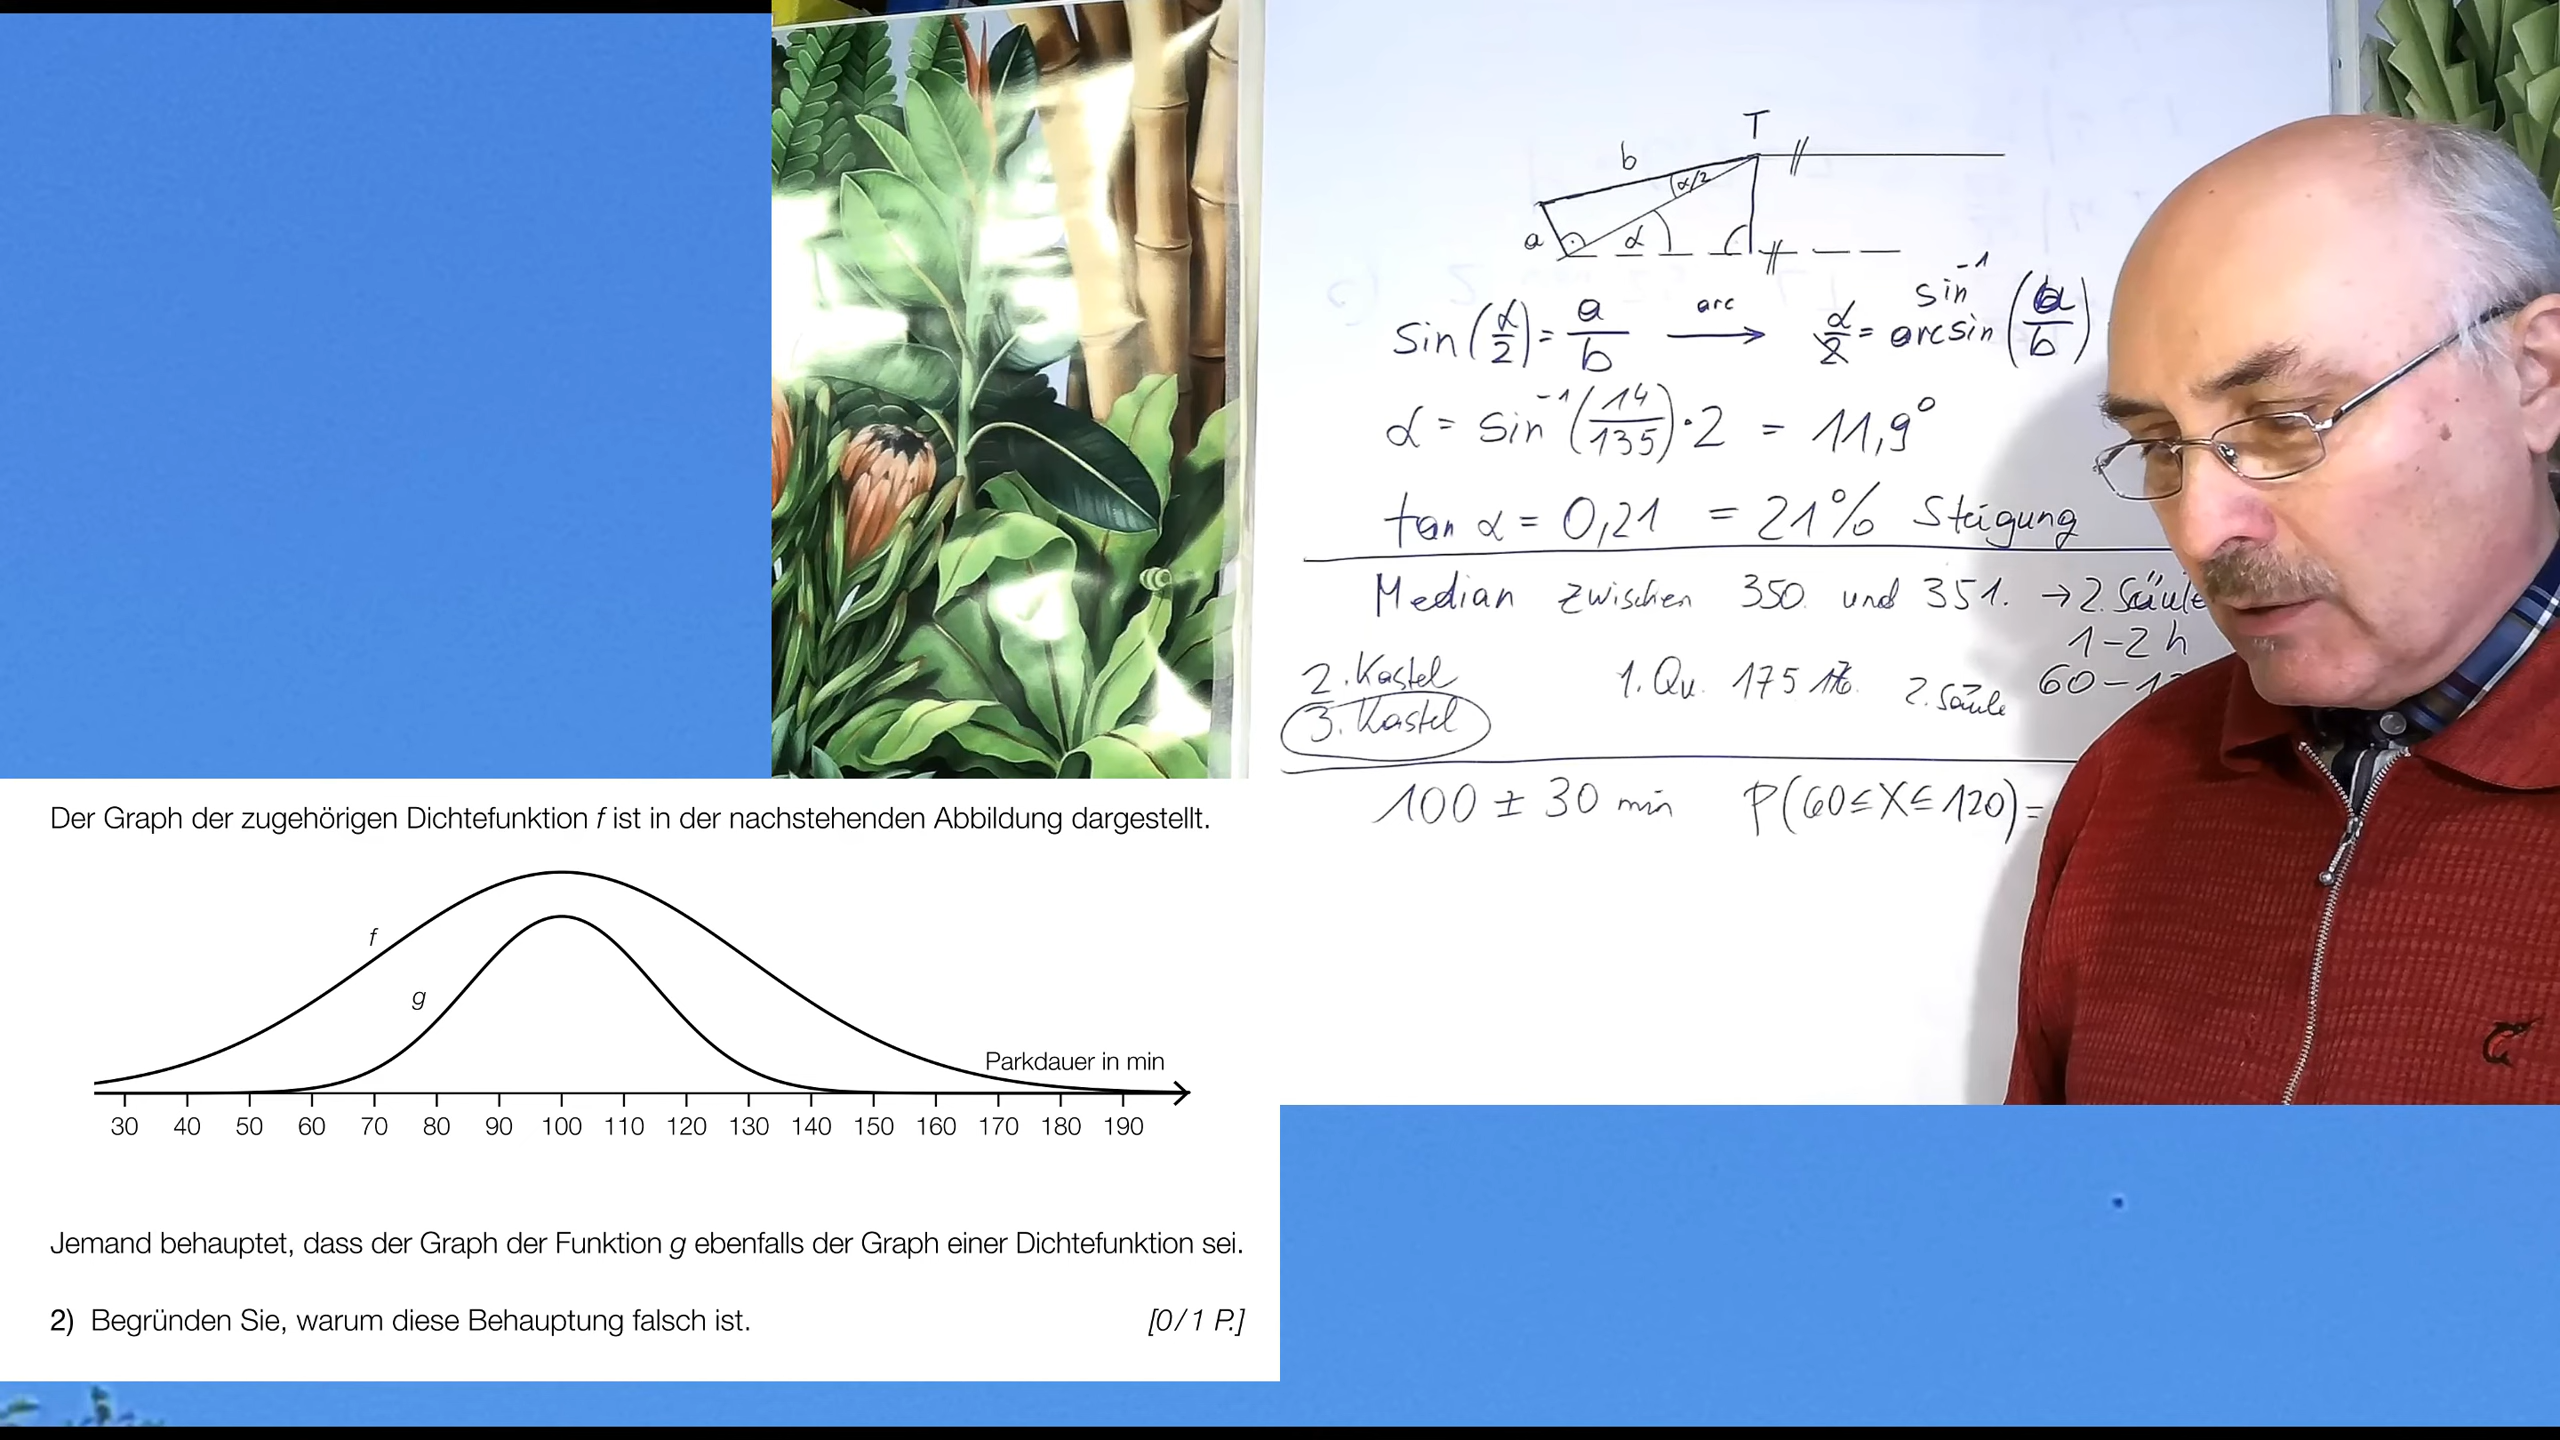 Der Graph der zugehörigen Dichtefunktion f ist in der nachstehenden Abbildung dargestellt.
f
g
Parkdauer in min
30 40 50 60 70 80 90 100 110 120 130 140 150 160 170 180 190
Jemand behauptet, dass der Graph der Funktion g ebenfalls der Graph einer Dichtefunktion sei.
2) Begründen Sie, warum diese Behauptung falsch ist. [0/1 P.]
T
b
α/2
a
α
sin(α/2) = a/b arc→ α/2 = arcsin(a/b)
sin⁻¹
α = sin⁻¹(14/135)·2 = 11,9°
tan α = 0,21 = 21% Steigung
Median zwischen 350. und 351. → 2. Säule
1-2 h
2. Kastel 1. Qu. 175 176. 2. Säule 60-
3. Kastel
100 ± 30 min P(60≤X≤120)=